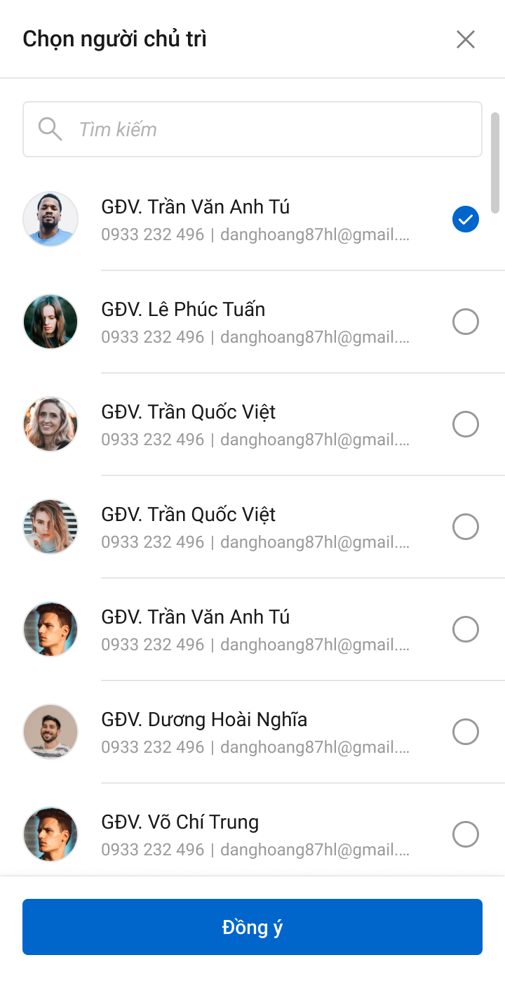 Chọn người chủ trì
Tìm kiếm
GĐV. Trần Văn Anh Tú
0933 232 496 | danghoang87hl@gmail....
GĐV. Lê Phúc Tuấn
0933 232 496 | danghoang87hl@gmail....
GĐV. Trần Quốc Việt
0933 232 496 | danghoang87hl@gmail....
GĐV. Trần Quốc Việt
0933 232 496 | danghoang87hl@gmail....
GĐV. Trần Văn Anh Tú
0933 232 496 | danghoang87hl@gmail....
GĐV. Dương Hoài Nghĩa
0933 232 496 | danghoang87hl@gmail....
GĐV. Võ Chí Trung
0933 232 496 | danghoang87hl@gmail....
Đồng ý